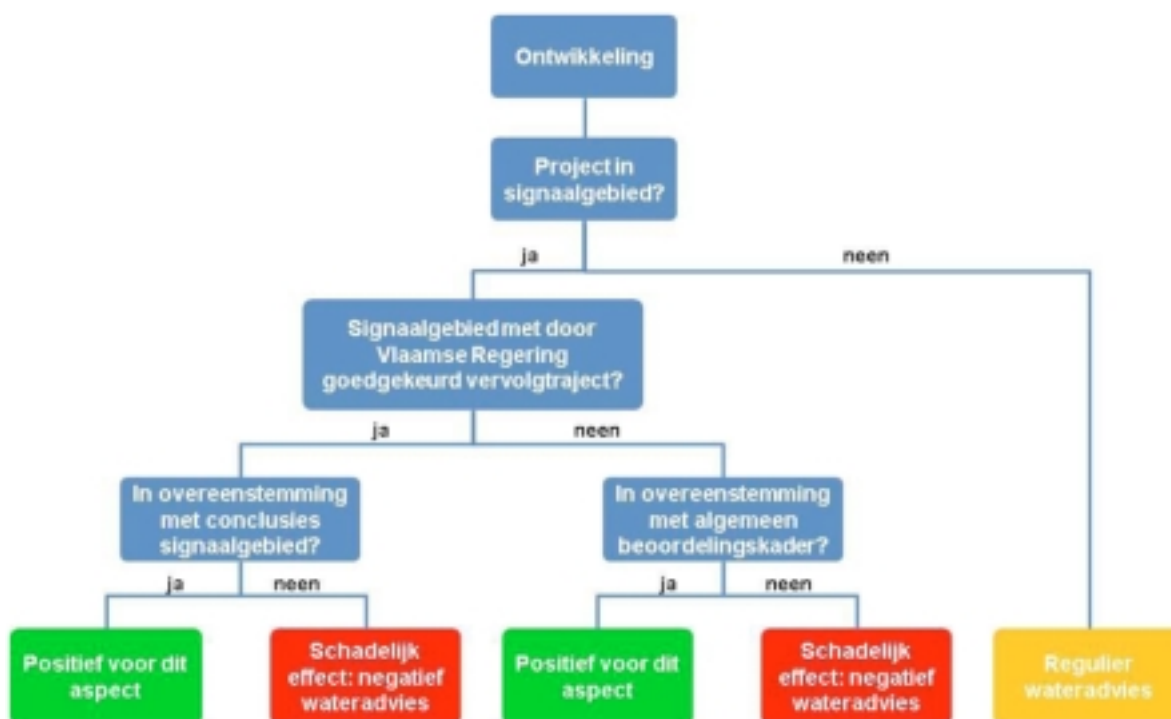 Ontwikkeling
Project in
signaalgebied?
ja
neen
Signaalgebied met door
Vlaamse Regering
goedgekeurd vervolgtraject?
ja
neen
In overeenstemming
met conclusies
signaalgebied?
In overeenstemming
met algemeen
beoordelingskader?
ja
neen
ja
neen
Positief voor dit
aspect
Schadelijk
effect: negatief
wateradvies
Positief voor dit
aspect
Schadelijk
effect: negatief
wateradvies
Regulier
wateradvies